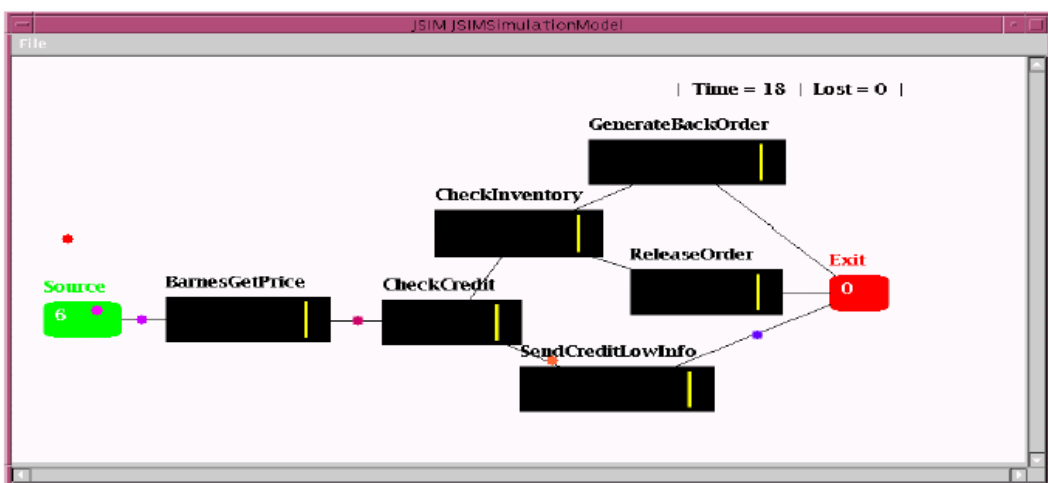 JSIM.JSIMSimulationModel
File
| Time = 18 | Lost = 0 |
GenerateBackOrder
CheckInventory
ReleaseOrder
Exit
0
Source
6
BarnesGetPrice
CheckCredit
SendCreditLowInfo